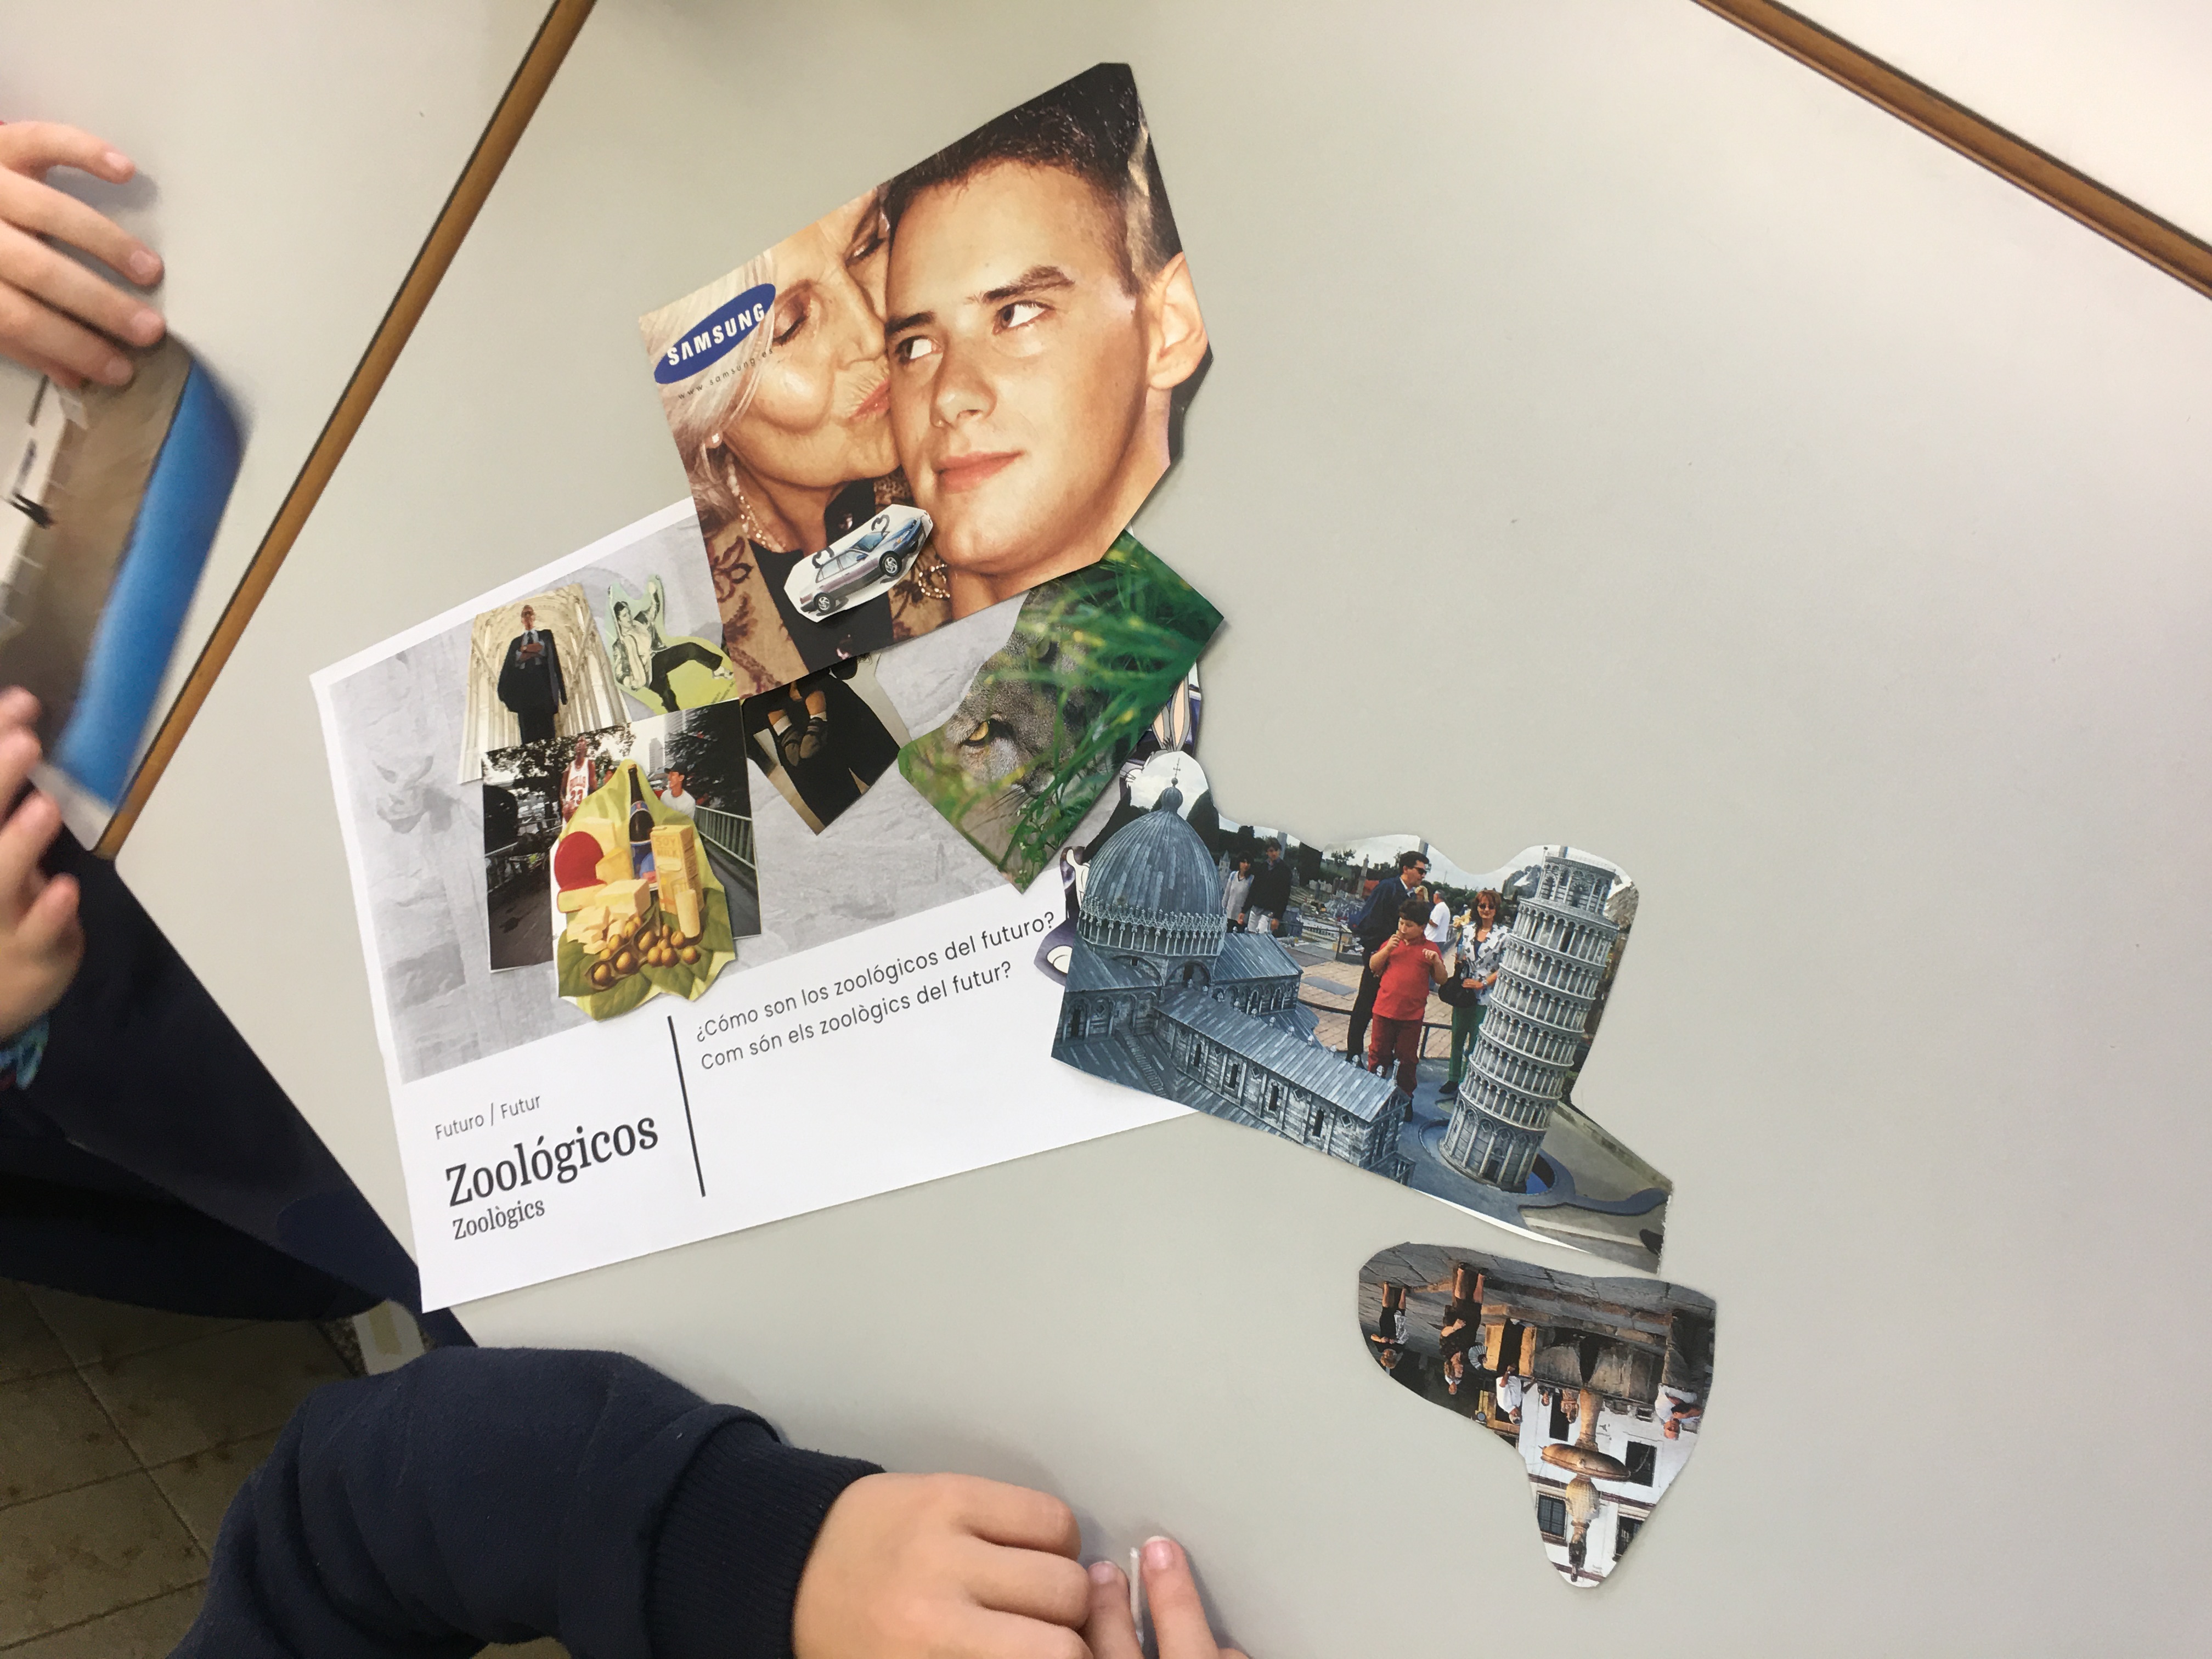 Futuro / Futur
Zoológicos
Zoològics
¿Cómo son los zoológicos del futuro?
Com són els zoològics del futur?
SAMSUNG